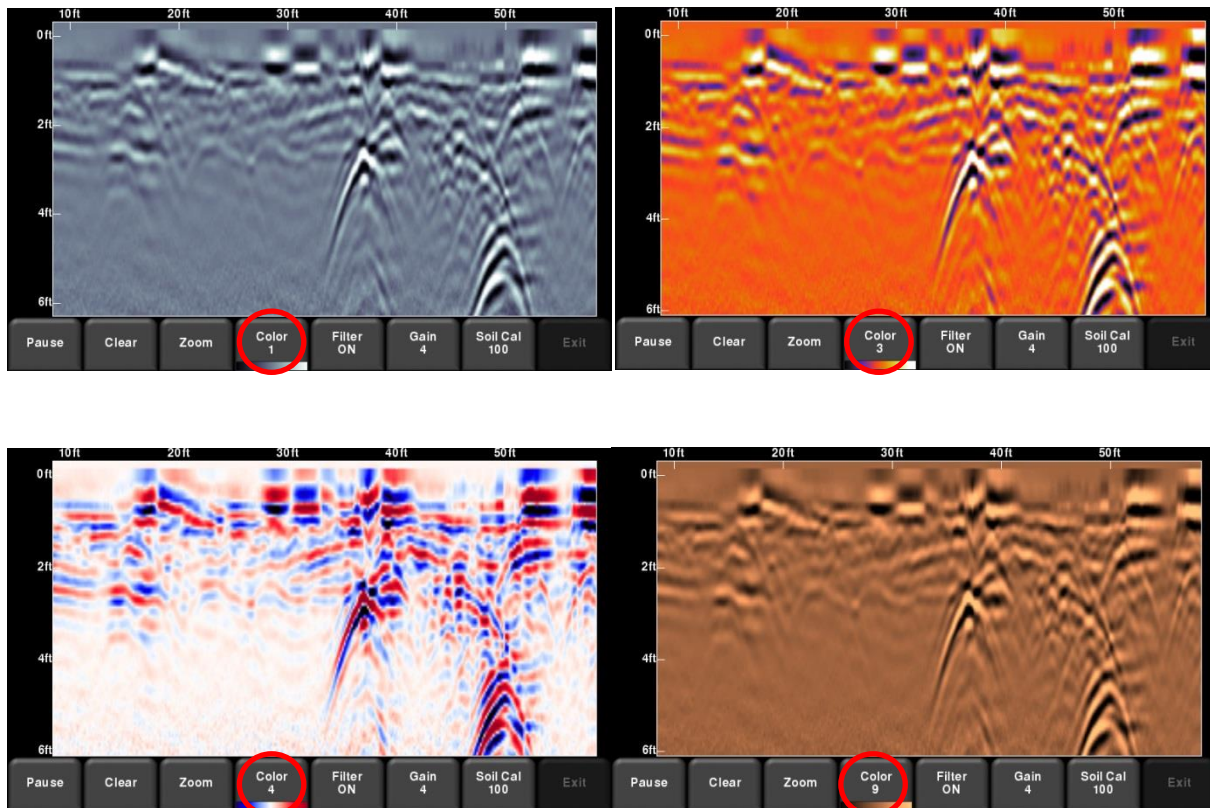 10ft 20ft 30ft 40ft 50ft
0ft
2ft
4ft
6ft
Pause Clear Zoom Color 1 Filter ON Gain 4 Soil Cal 100 Exit
10ft 20ft 30ft 40ft 50ft
0ft
2ft
4ft
6ft
Pause Clear Zoom Color 3 Filter ON Gain 4 Soil Cal 100 Exit
10ft 20ft 30ft 40ft 50ft
0ft
2ft
4ft
6ft
Pause Clear Zoom Color 4 Filter ON Gain 4 Soil Cal 100 Exit
10ft 20ft 30ft 40ft 50ft
0ft
2ft
4ft
6ft
Pause Clear Zoom Color 9 Filter ON Gain 4 Soil Cal 100 Exit